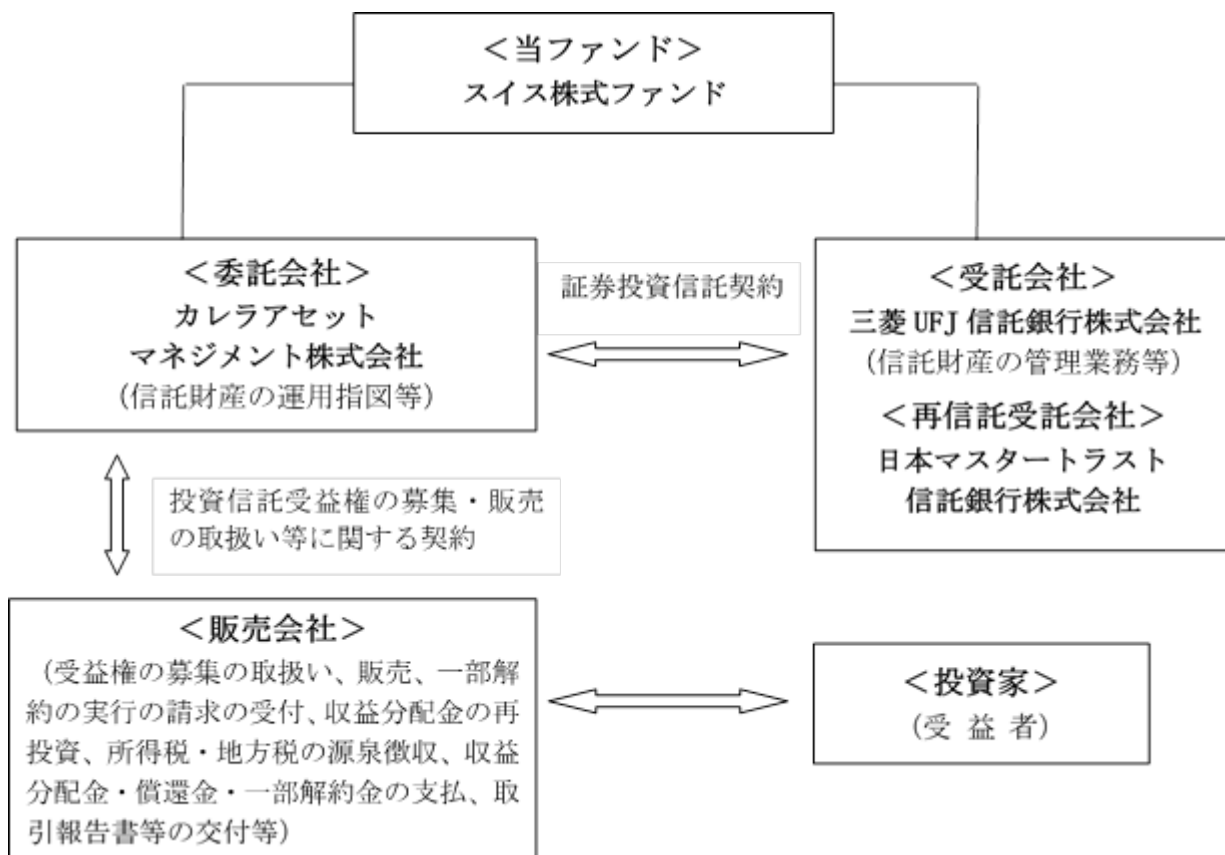 ＜当ファンド＞
スイス株式ファンド
＜委託会社＞
カレラアセット
マネジメント株式会社
（信託財産の運用指図等）
証券投資信託契約
＜受託会社＞
三菱 UFJ 信託銀行株式会社
（信託財産の管理業務等）
＜再信託受託会社＞
日本マスタートラスト
信託銀行株式会社
投資信託受益権の募集・販売
の取扱い等に関する契約
＜販売会社＞
（受益権の募集の取扱い、販売、一部解
約の実行の請求の受付、収益分配金の再
投資、所得税・地方税の源泉徴収、収益
分配金・償還金・一部解約金の支払、取
引報告書等の交付等）
＜投資家＞
（受 益 者）